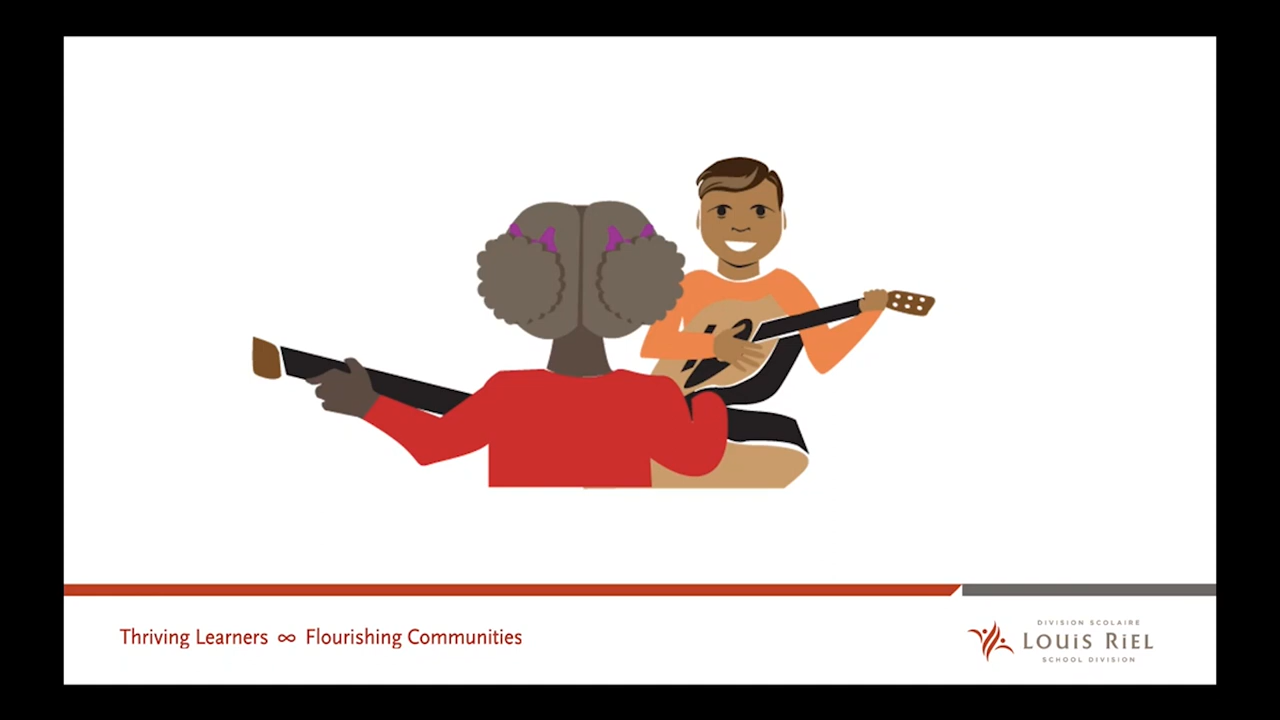 Thriving Learners ∞ Flourishing Communities
DIVISION SCOLAIRE
LOUIS RIEL
SCHOOL DIVISION